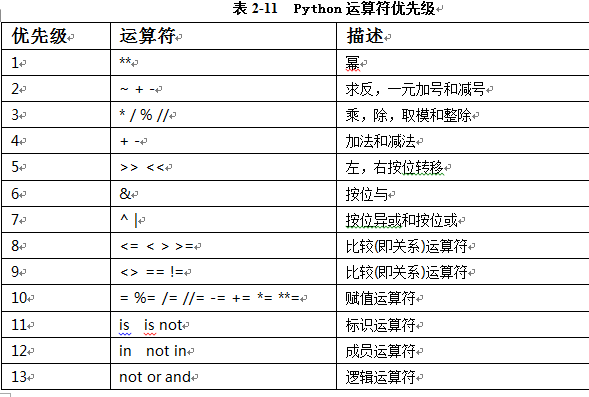 表 2-11 Python 运算符优先级
优先级 运算符 描述
1 ** 幂
2 ~ + - 求反，一元加号和减号
3 * / % // 乘，除，取模和整除
4 + - 加法和减法
5 >> << 左，右按位转移
6 & 按位与
7 ^ | 按位异或和按位或
8 <= < > >= 比较(即关系)运算符
9 <> == != 比较(即关系)运算符
10 = %= /= //= -= += *= **= 赋值运算符
11 is is not 标识运算符
12 in not in 成员运算符
13 not or and 逻辑运算符